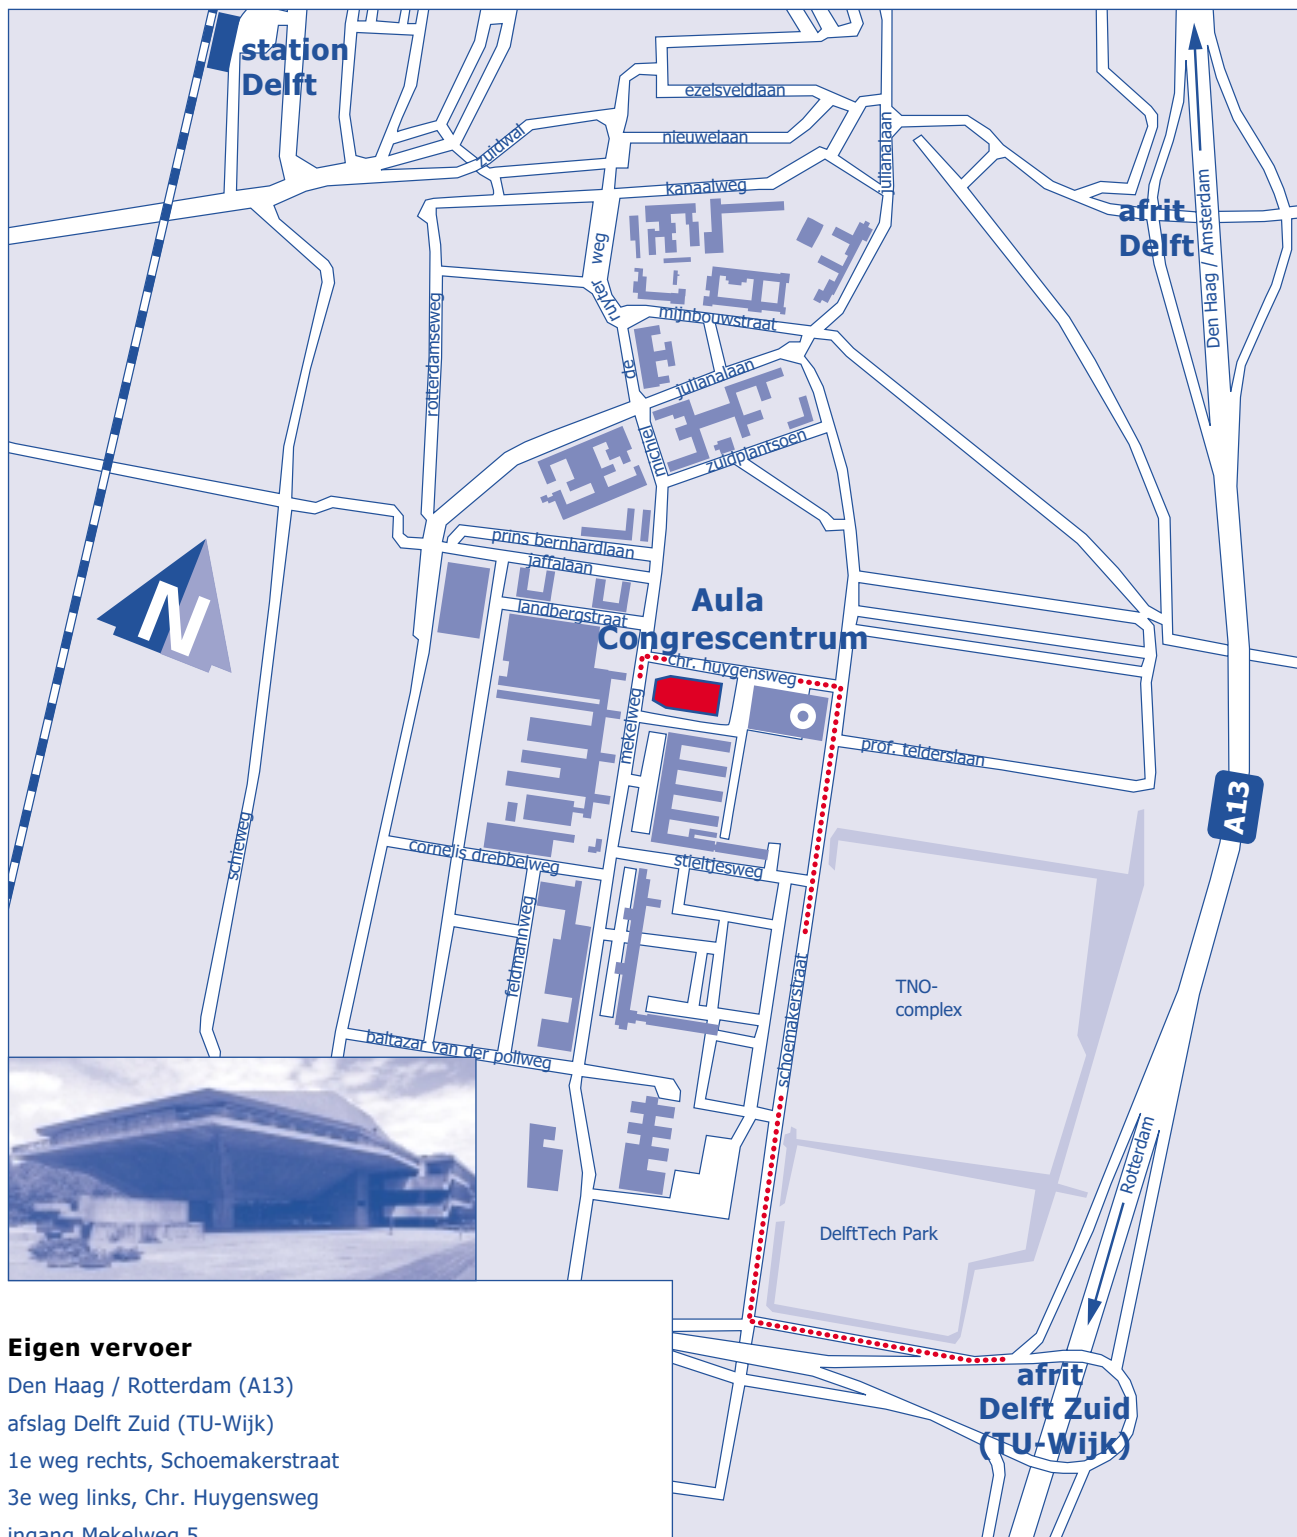 station
Delft
ezelsveldlaan
zuidwal
nieuwelaan
julianalaan
kanaalweg
afrit
Delft
Den Haag / Amsterdam
de ruyter weg
michiel
rotterdamseweg
mijnbouwstraat
julianalaan
zuidplantsoen
prins bernhardlaan
jaffalaan
landbergstraat
N
Aula
Congrescentrum
chr. huygensweg
mekelweg
prof. telderslaan
A13
schieweg
cornelis drebbelweg
stieltjesweg
feldmannweg
schoemakerstraat
TNO-
complex
baltazar van der pollweg
Rotterdam
DelftTech Park
afrit
Delft Zuid
(TU-Wijk)
Eigen vervoer
Den Haag / Rotterdam (A13)
afslag Delft Zuid (TU-Wijk)
1e weg rechts, Schoemakerstraat
3e weg links, Chr. Huygensweg
ingang Mekelweg 5